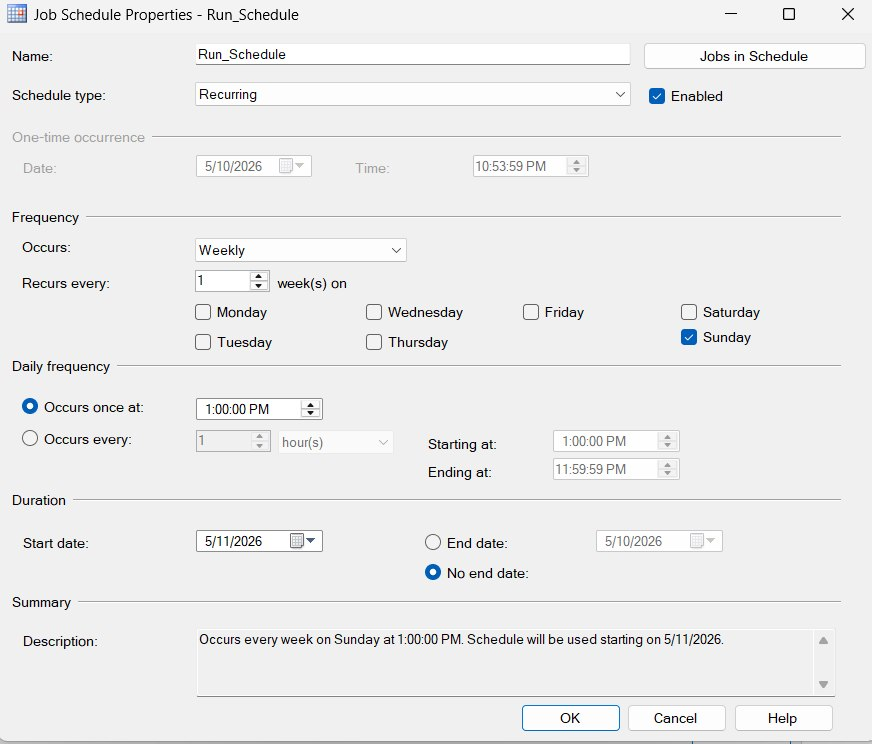 Job Schedule Properties - Run_Schedule
Name: Run_Schedule Jobs in Schedule
Schedule type: Recurring Enabled
One-time occurrence
Date: 5/10/2026 Time: 10:53:59 PM
Frequency
Occurs: Weekly
Recurs every: 1 week(s) on
Monday Wednesday Friday Saturday
Tuesday Thursday Sunday
Daily frequency
Occurs once at: 1:00:00 PM
Occurs every: 1 hour(s) Starting at: 1:00:00 PM
Ending at: 11:59:59 PM
Duration
Start date: 5/11/2026 End date: 5/10/2026
No end date:
Summary
Description: Occurs every week on Sunday at 1:00:00 PM. Schedule will be used starting on 5/11/2026.
OK Cancel Help